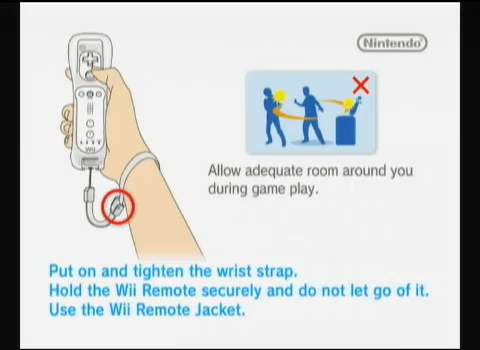 Nintendo
Wii
Allow adequate room around you
during game play.
Put on and tighten the wrist strap.
Hold the Wii Remote securely and do not let go of it.
Use the Wii Remote Jacket.